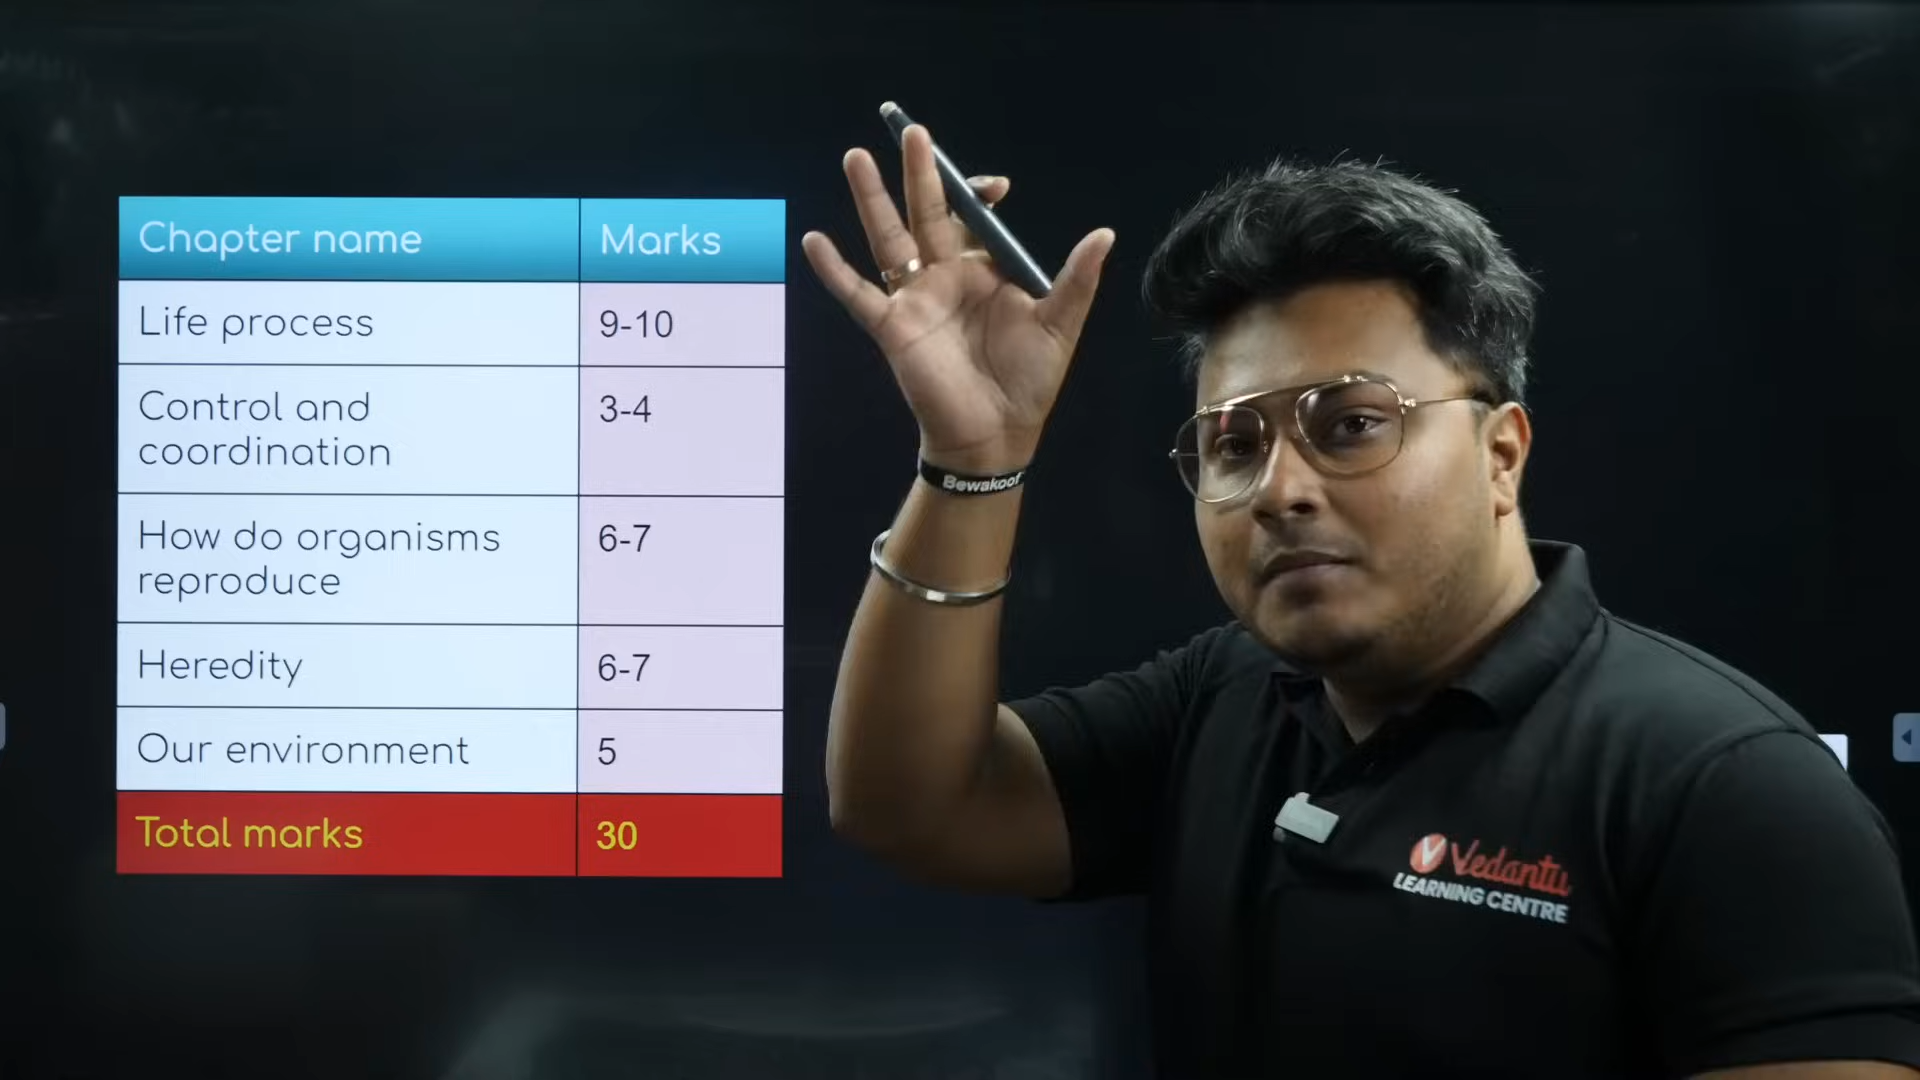 Chapter name
Marks
Life process
9-10
Control and
coordination
3-4
How do organisms
reproduce
6-7
Heredity
6-7
Our environment
5
Total marks
30
Bewakoof
V Vedantu
LEARNING CENTRE